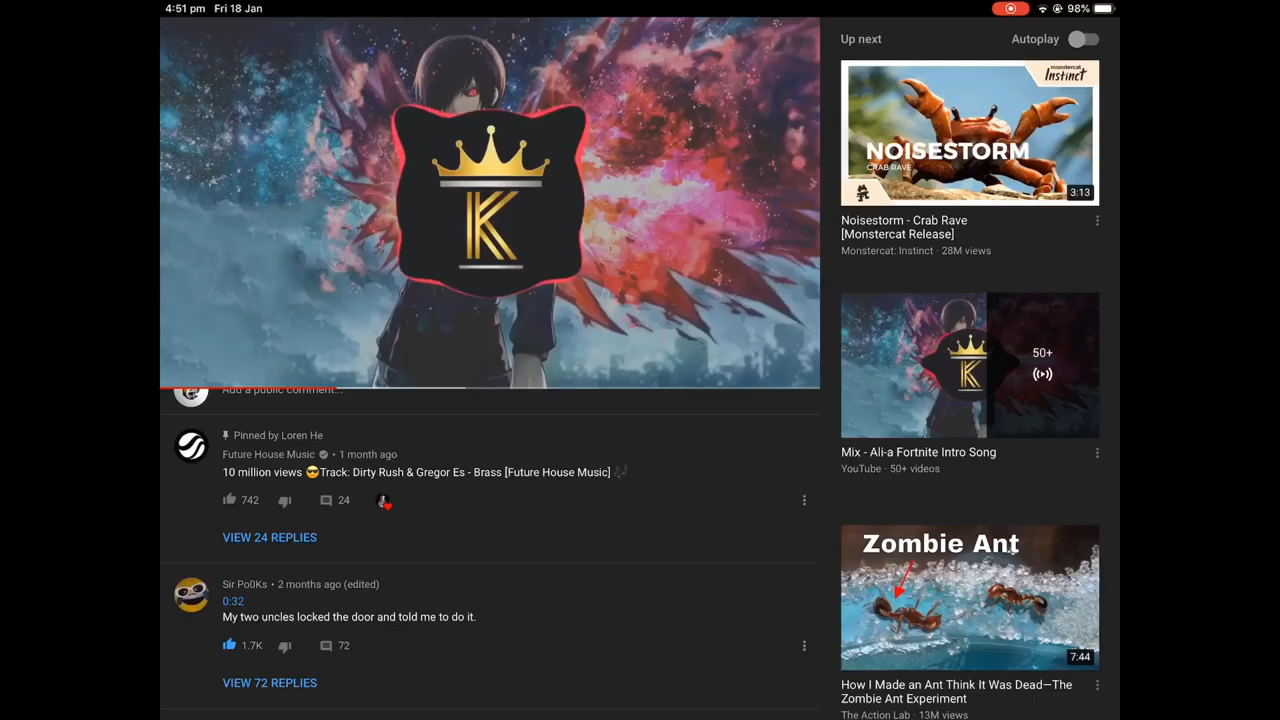 4:51 pm Fri 18 Jan
98%
K
Add a public comment...
Pinned by Loren He
Future House Music • 1 month ago
10 million views 😎Track: Dirty Rush & Gregor Es - Brass [Future House Music] 🎶
742 24
VIEW 24 REPLIES
Sir Po0Ks • 2 months ago (edited)
0:32
My two uncles locked the door and told me to do it.
1.7K 72
VIEW 72 REPLIES
Up next Autoplay
monstercat
Instinct
NOISESTORM
CRAB RAVE
3:13
Noisestorm - Crab Rave
[Monstercat Release]
Monstercat: Instinct · 28M views
K
50+
Mix - Ali-a Fortnite Intro Song
YouTube · 50+ videos
Zombie Ant
7:44
How I Made an Ant Think It Was Dead—The
Zombie Ant Experiment
The Action Lab · 13M views